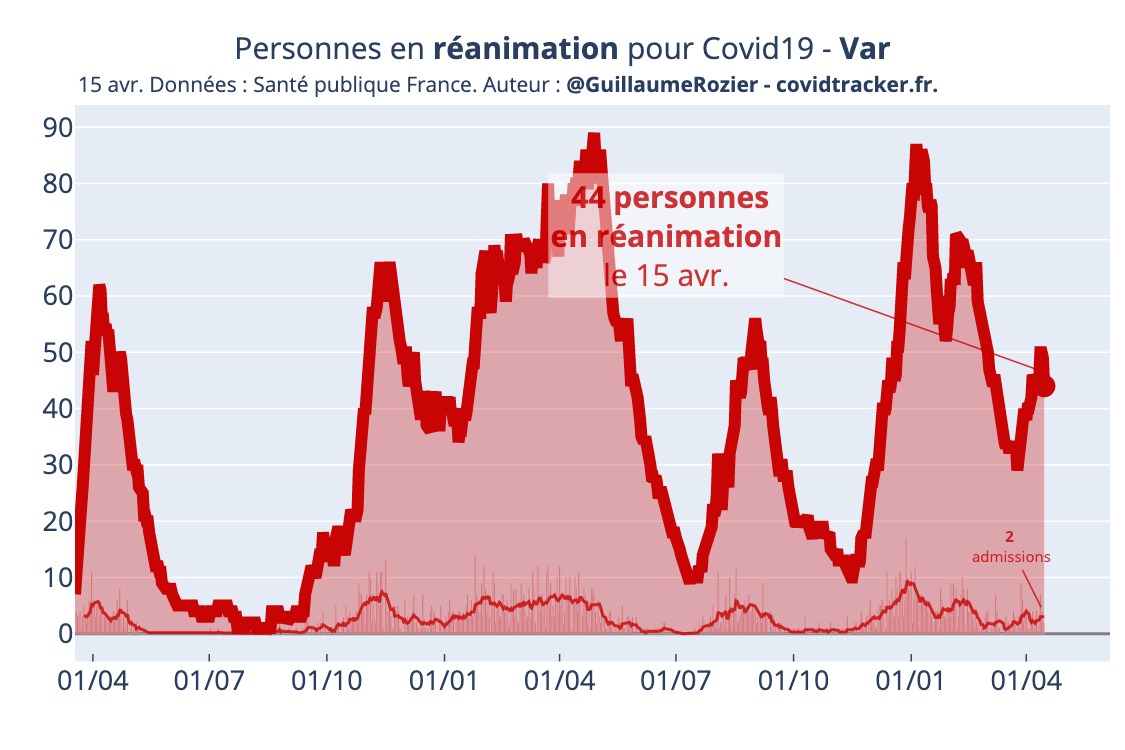 Personnes en réanimation pour Covid19 - Var
15 avr. Données : Santé publique France. Auteur : @GuillaumeRozier - covidtracker.fr.
90
80
70
60
50
40
30
20
10
0
44 personnes
en réanimation
le 15 avr.
2
admissions
01/04 01/07 01/10 01/01 01/04 01/07 01/10 01/01 01/04